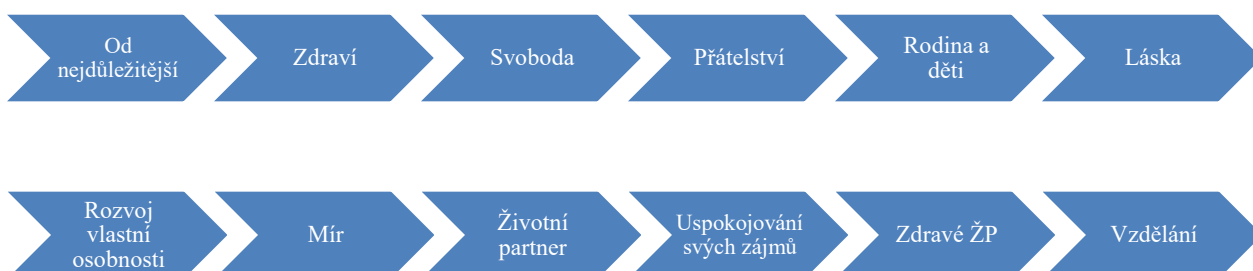 Od
nejdůležitější
Zdraví
Svoboda
Přátelství
Rodina a
děti
Láska
Rozvoj
vlastní
osobnosti
Mír
Životní
partner
Uspokojování
svých zájmů
Zdravé ŽP
Vzdělání